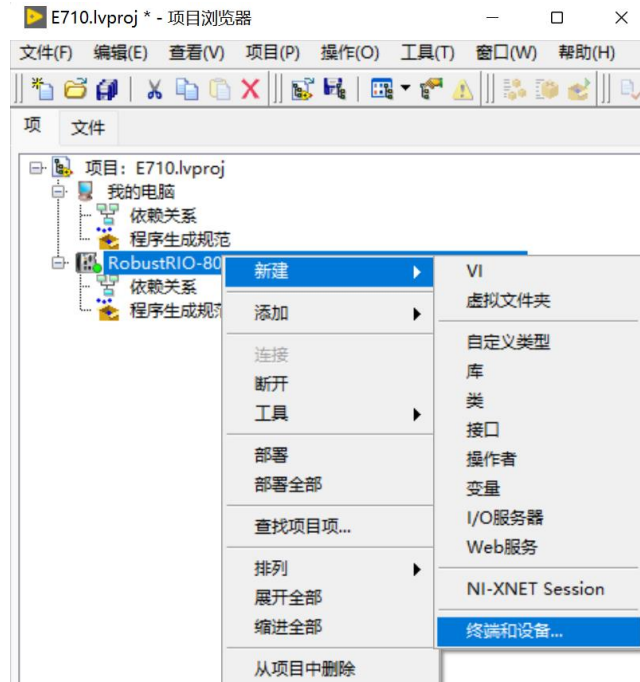 E710.lvproj * - 项目浏览器
文件(F) 编辑(E) 查看(V) 项目(P) 操作(O) 工具(T) 窗口(W) 帮助(H)
项 文件
项目: E710.lvproj
我的电脑
依赖关系
程序生成规范
RobustRIO-80
依赖关系
程序生成规
新建
添加
连接
断开
工具
部署
部署全部
查找项目项...
排列
展开全部
缩进全部
从项目中删除
VI
虚拟文件夹
自定义类型
库
类
接口
操作者
变量
I/O服务器
Web服务
NI-XNET Session
终端和设备...